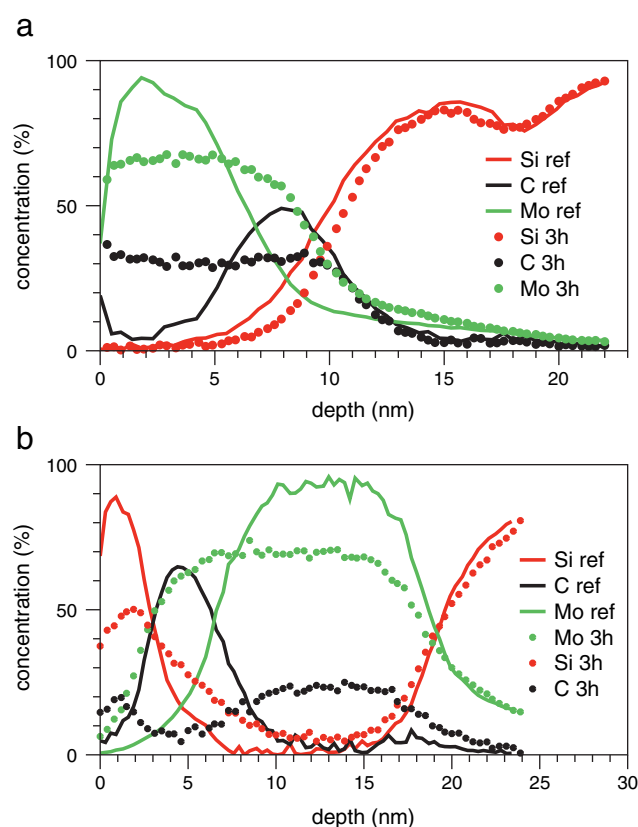 a
100
50
0
concentration (%)
0 5 10 15 20
depth (nm)
Si ref
C ref
Mo ref
Si 3h
C 3h
Mo 3h
b
100
50
0
concentration (%)
0 5 10 15 20 25 30
depth (nm)
Si ref
C ref
Mo ref
Mo 3h
Si 3h
C 3h